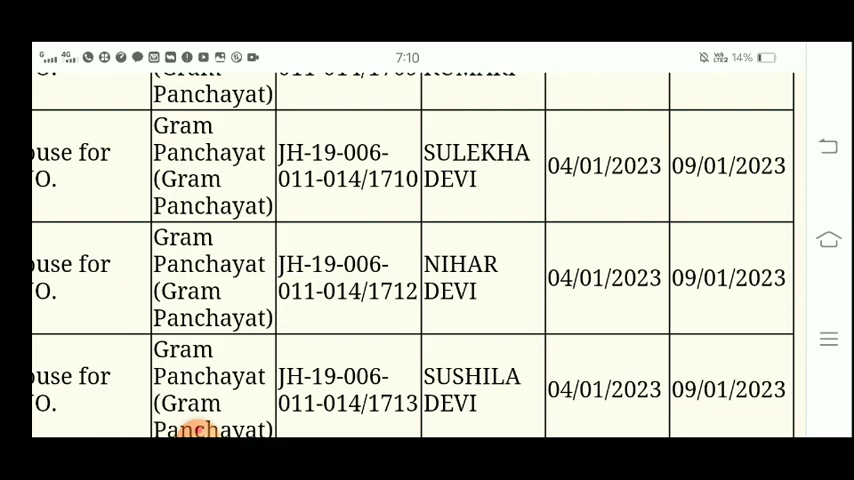 7:10
14%
Panchayat)
ouse for
O.
Gram
Panchayat
(Gram
Panchayat)
JH-19-006-
011-014/1710
SULEKHA
DEVI
04/01/2023
09/01/2023
ouse for
O.
Gram
Panchayat
(Gram
Panchayat)
JH-19-006-
011-014/1712
NIHAR
DEVI
04/01/2023
09/01/2023
ouse for
O.
Gram
Panchayat
(Gram
Panchayat)
JH-19-006-
011-014/1713
SUSHILA
DEVI
04/01/2023
09/01/2023